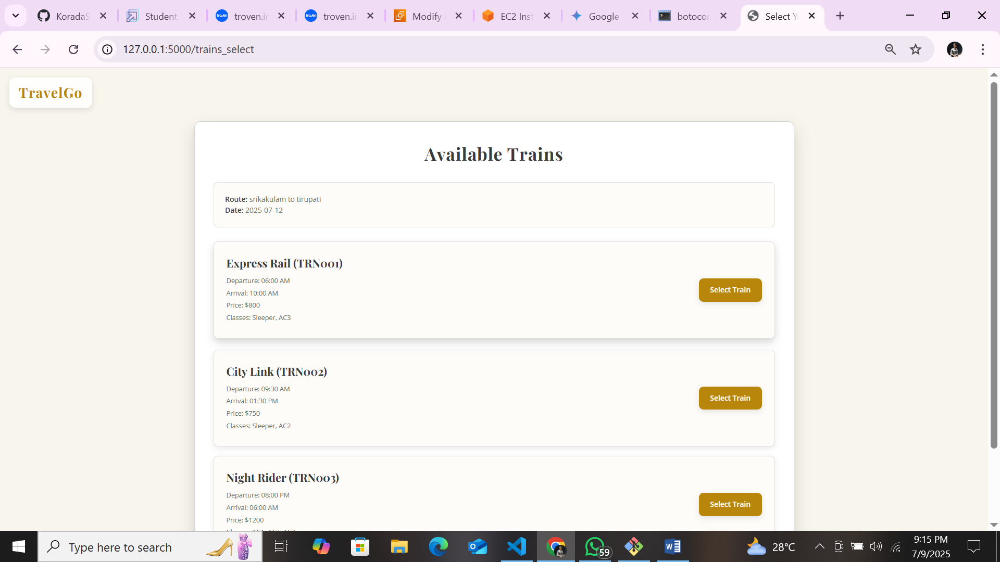 KoradaS
Student
troven.in
troven.in
Modify
EC2 Inst
Google
botocor
Select Yo
127.0.0.1:5000/trains_select
TravelGo
Available Trains
Route: srikakulam to tirupati
Date: 2025-07-12
Express Rail (TRN001)
Departure: 06:00 AM
Arrival: 10:00 AM
Price: $800
Classes: Sleeper, AC3
Select Train
City Link (TRN002)
Departure: 09:30 AM
Arrival: 01:30 PM
Price: $750
Classes: Sleeper, AC2
Select Train
Night Rider (TRN003)
Departure: 08:00 PM
Arrival: 06:00 AM
Price: $1200
Select Train
Type here to search
59
28°C
9:15 PM
7/9/2025